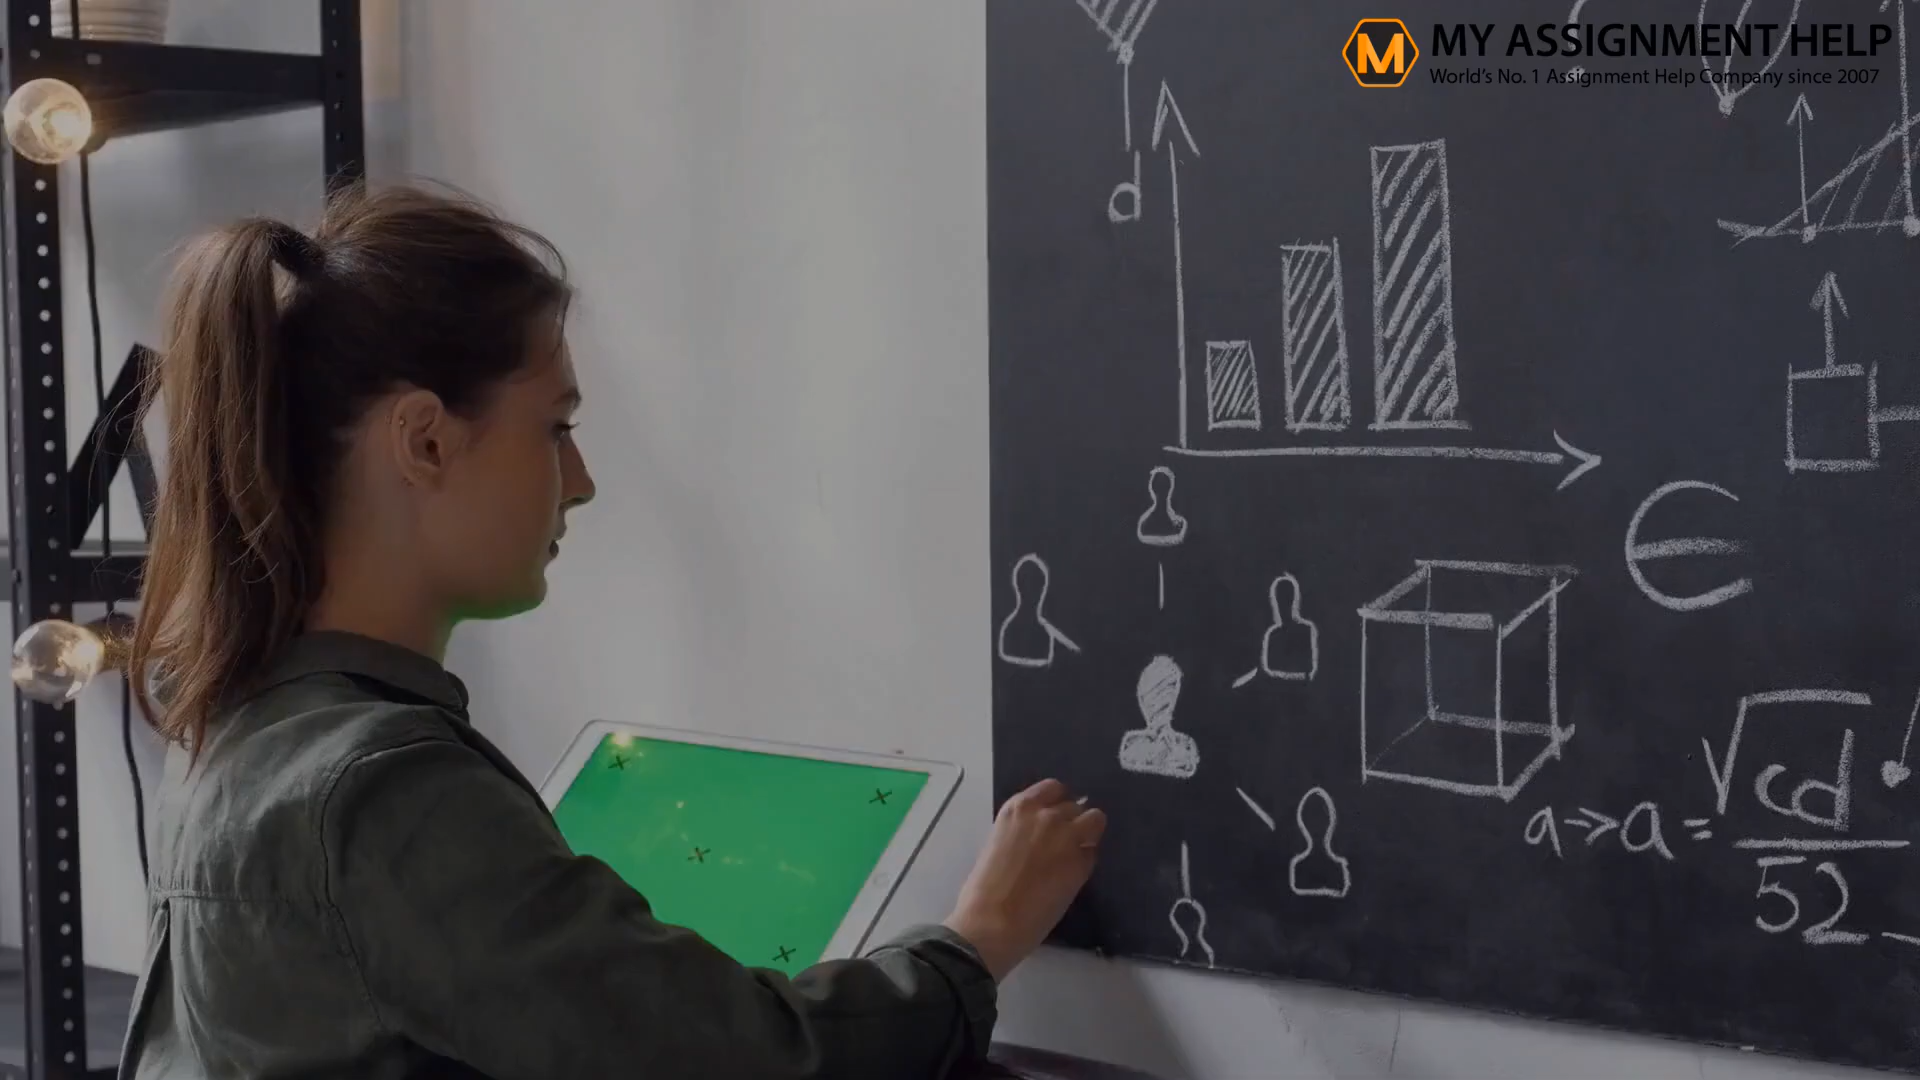 M MY ASSIGNMENT HELP
World's No. 1 Assignment Help Company since 2007
d
€
a => a = √cd
52